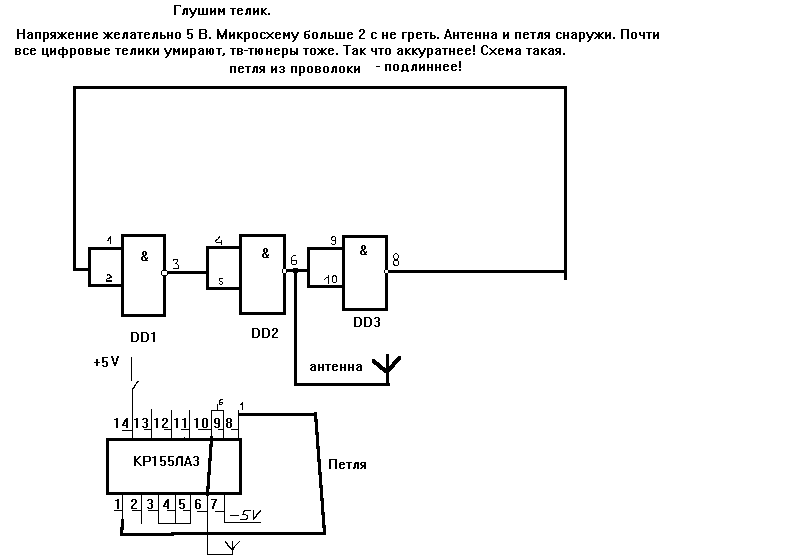 Глушим телик.
Напряжение желательно 5 В. Микросхему больше 2 с не греть. Антенна и петля снаружи. Почти
все цифровые телики умирают, тв-тюнеры тоже. Так что аккуратнее! Схема такая.
петля из проволоки - подлиннее!
1 & 3 4 & 6 9 & 8
2 5 10
DD1 DD2 DD3
+5V антенна
6 1
14 13 12 11 10 9 8
КР155ЛА3 Петля
1 2 3 4 5 6 7
-5V